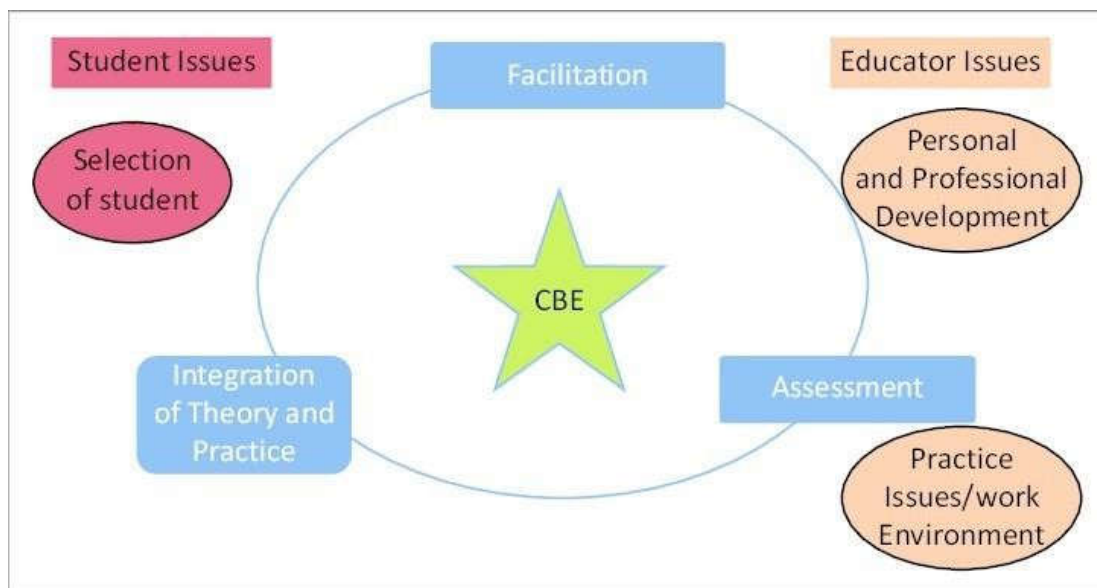 Student Issues
Facilitation
Educator Issues
Selection
of student
Personal
and Professional
Development
CBE
Integration
of Theory and
Practice
Assessment
Practice
Issues/work
Environment